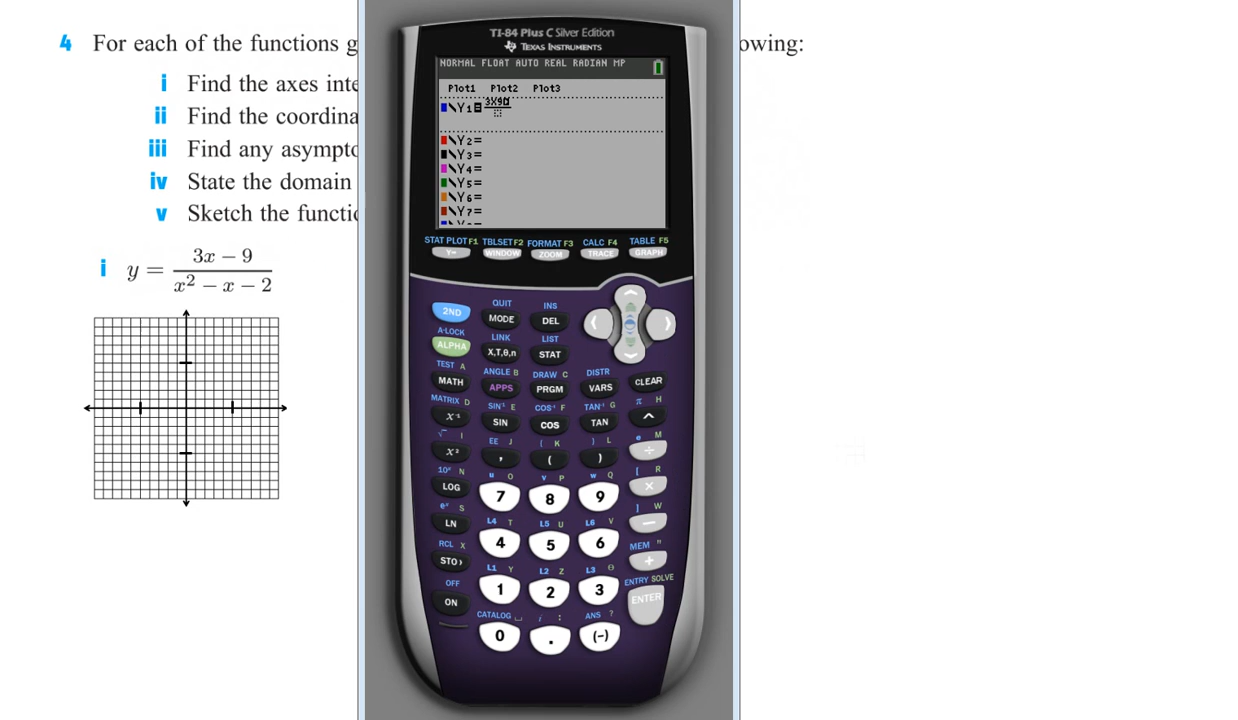 4 For each of the functions g owing:
i Find the axes inte
ii Find the coordina
iii Find any asympto
iv State the domain
v Sketch the functio
i y = (3x − 9)/(x² − x − 2)
TI-84 Plus C Silver Edition
TEXAS INSTRUMENTS
NORMAL FLOAT AUTO REAL RADIAN MP
Plot1 Plot2 Plot3
\Y1=3X9
\Y2=
\Y3=
\Y4=
\Y5=
\Y6=
\Y7=
STAT PLOT F1 TBLSET F2 FORMAT F3 CALC F4 TABLE F5
Y= WINDOW ZOOM TRACE GRAPH
QUIT INS
2ND MODE DEL
A-LOCK LINK LIST
ALPHA X,T,θ,n STAT
TEST A ANGLE B DRAW C DISTR
MATH APPS PRGM VARS CLEAR
MATRIX D SIN⁻¹ E COS⁻¹ F TAN⁻¹ G π H
X⁻¹ SIN COS TAN ^
√ I EE J { K } L e M
X² , ( ) ÷
10ˣ N u O v P w Q [ R
LOG 7 8 9 ×
eˣ S L4 T L5 U L6 V ] W
LN 4 5 6 −
RCL X L1 Y L2 Z L3 θ MEM "
STO› 1 2 3 +
OFF CATALOG ⎵ i : ANS ? ENTRY SOLVE
ON 0 . (-) ENTER